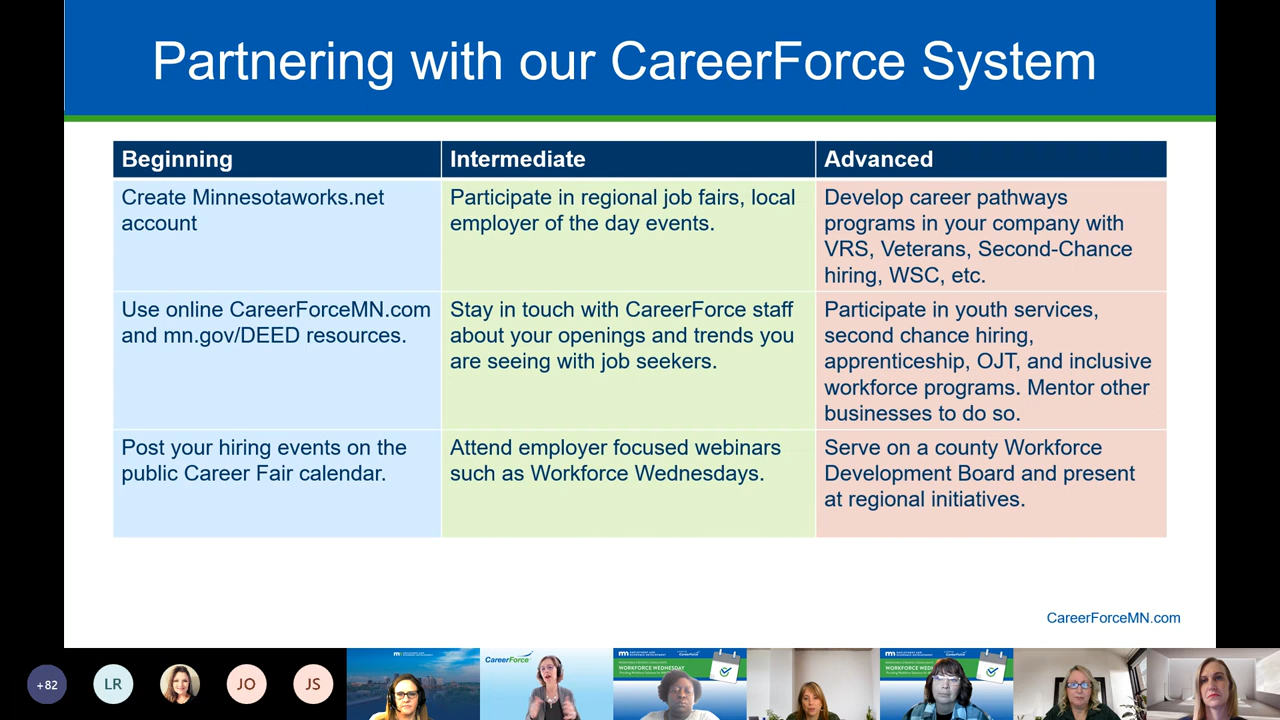 Partnering with our CareerForce System
Beginning
Intermediate
Advanced
Create Minnesotaworks.net
account
Participate in regional job fairs, local
employer of the day events.
Develop career pathways
programs in your company with
VRS, Veterans, Second-Chance
hiring, WSC, etc.
Use online CareerForceMN.com
and mn.gov/DEED resources.
Stay in touch with CareerForce staff
about your openings and trends you
are seeing with job seekers.
Participate in youth services,
second chance hiring,
apprenticeship, OJT, and inclusive
workforce programs. Mentor other
businesses to do so.
Post your hiring events on the
public Career Fair calendar.
Attend employer focused webinars
such as Workforce Wednesdays.
Serve on a county Workforce
Development Board and present
at regional initiatives.
CareerForceMN.com
+82
LR
JO
JS
CareerForce
WORKFORCE WEDNESDAY
WORKFORCE WED